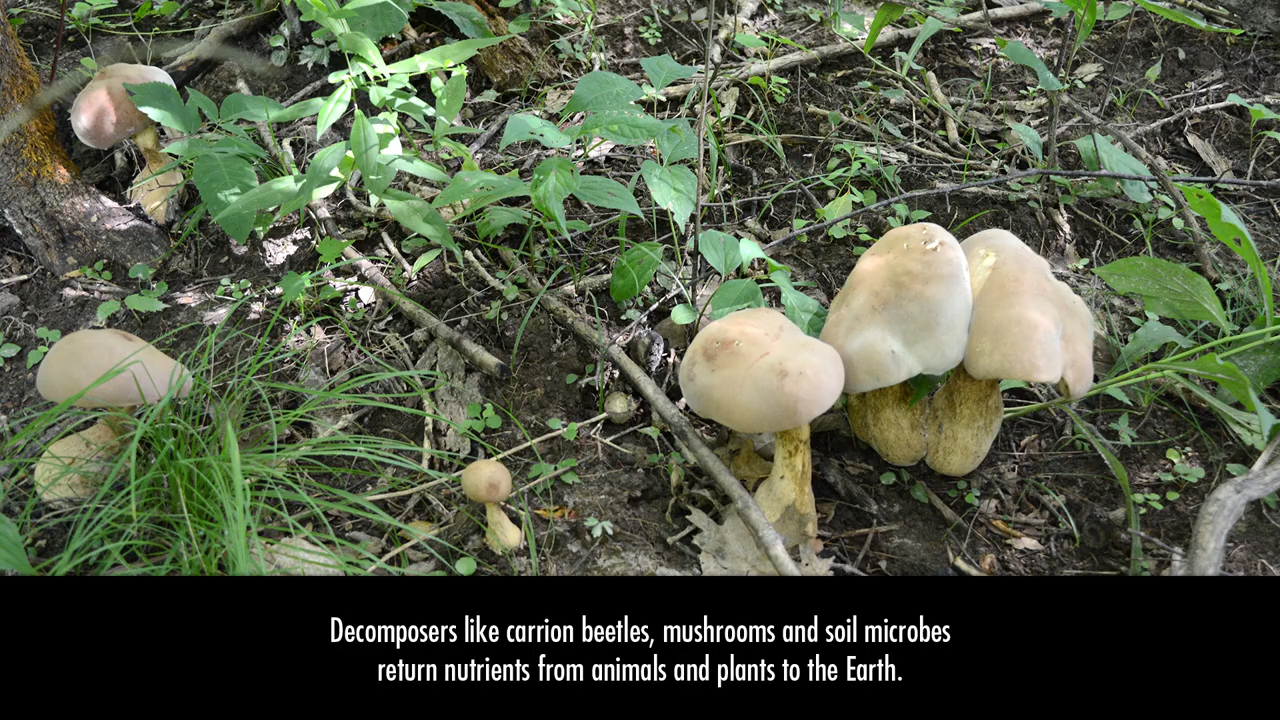 Decomposers like carrion beetles, mushrooms and soil microbes
return nutrients from animals and plants to the Earth.